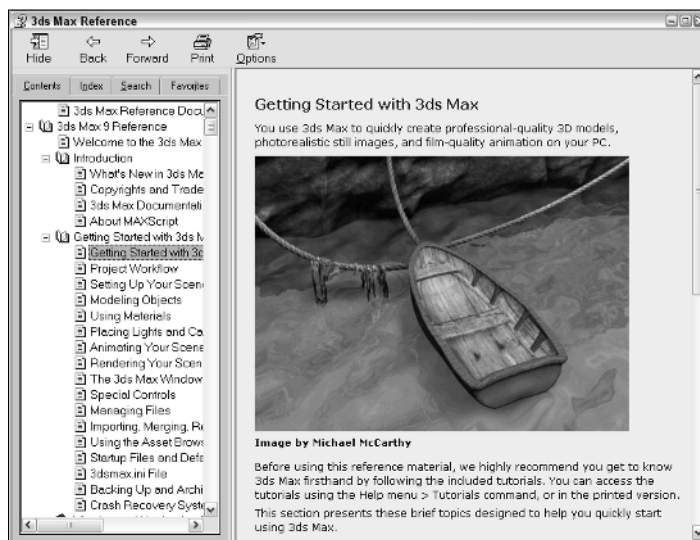 3ds Max Reference
Hide Back Forward Print Options
Contents Index Search Favorites
3ds Max Reference Docu
3ds Max 9 Reference
Welcome to the 3ds Max
Introduction
What's New in 3ds Ma
Copyrights and Trade
3ds Max Documentati
About MAXScript
Getting Started with 3ds M
Getting Started with 3d
Project Workflow
Setting Up Your Scen
Modeling Objects
Using Materials
Placing Lights and Ca
Animating Your Scene
Rendering Your Scen
The 3ds Max Window
Special Controls
Managing Files
Importing, Merging, Re
Using the Asset Brows
Startup Files and Defa
3dsmax.ini File
Backing Up and Archi
Crash Recovery Syste
Getting Started with 3ds Max
You use 3ds Max to quickly create professional-quality 3D models,
photorealistic still images, and film-quality animation on your PC.
Image by Michael McCarthy
Before using this reference material, we highly recommend you get to know
3ds Max firsthand by following the included tutorials. You can access the
tutorials using the Help menu > Tutorials command, or in the printed version.
This section presents these brief topics designed to help you quickly start
using 3ds Max.